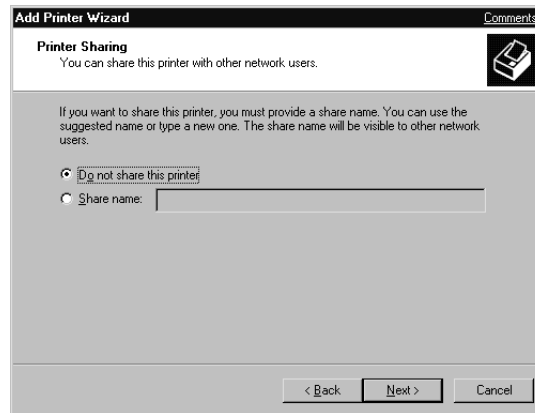 Add Printer Wizard Comments
Printer Sharing
You can share this printer with other network users.
If you want to share this printer, you must provide a share name. You can use the
suggested name or type a new one. The share name will be visible to other network
users.
Do not share this printer
Share name:
< Back Next > Cancel